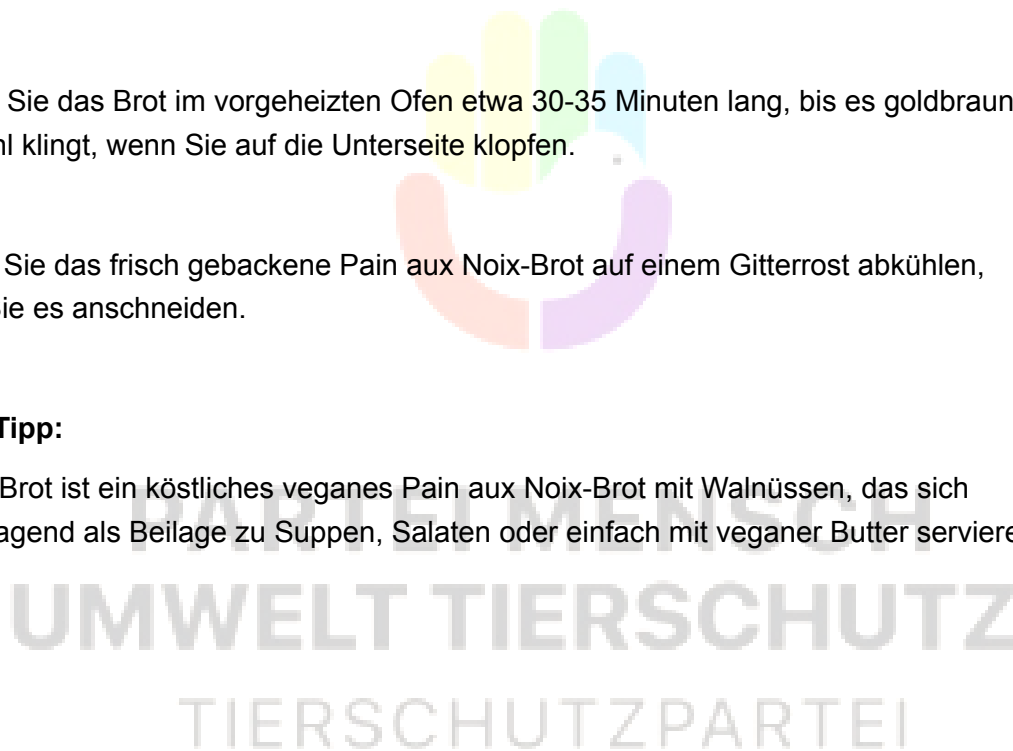 Sie das Brot im vorgeheizten Ofen etwa 30-35 Minuten lang, bis es goldbraun
hl klingt, wenn Sie auf die Unterseite klopfen.
Sie das frisch gebackene Pain aux Noix-Brot auf einem Gitterrost abkühlen,
Sie es anschneiden.
Tipp:
Brot ist ein köstliches veganes Pain aux Noix-Brot mit Walnüssen, das sich
agend als Beilage zu Suppen, Salaten oder einfach mit veganer Butter serviere
PARTEI MENSCH
UMWELT TIERSCHUTZ
TIERSCHUTZPARTEI